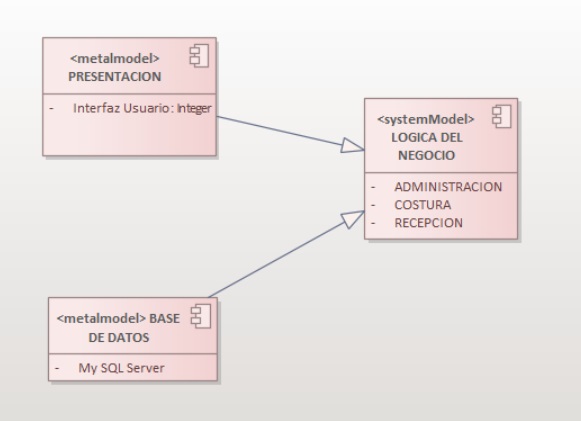 <metalmodel>
PRESENTACION
- Interfaz Usuario: Integer
<systemModel>
LOGICA DEL
NEGOCIO
- ADMINISTRACION
- COSTURA
- RECEPCION
<metalmodel> BASE
DE DATOS
- My SQL Server